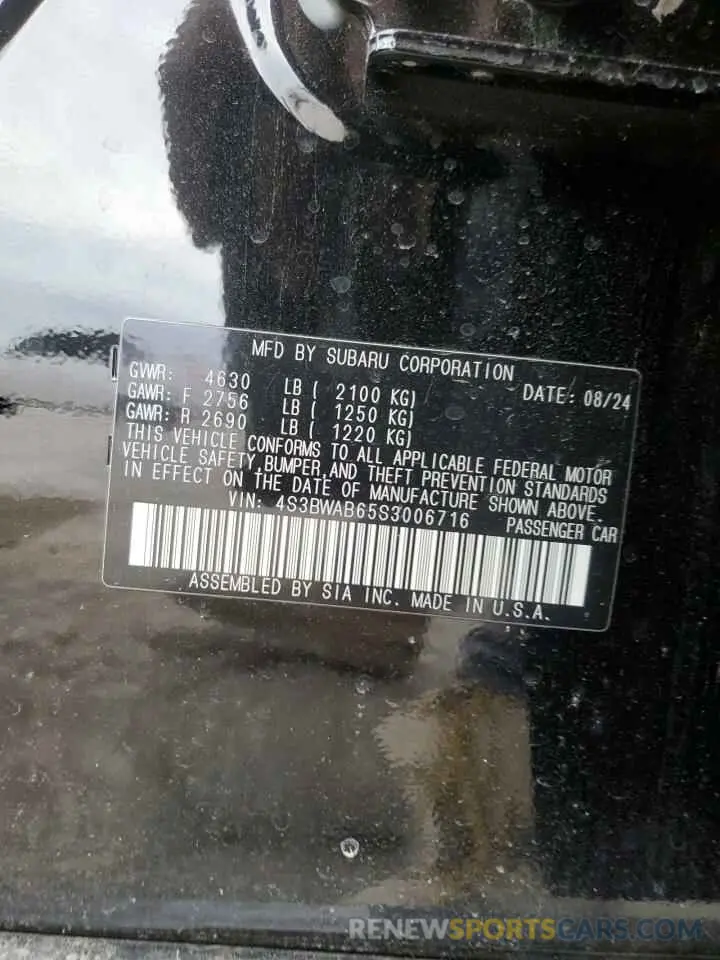 MFD BY SUBARU CORPORATION
GVWR: 4630 LB ( 2100 KG) DATE: 08/24
GAWR: F 2756 LB ( 1250 KG)
GAWR: R 2690 LB ( 1220 KG)
THIS VEHICLE CONFORMS TO ALL APPLICABLE FEDERAL MOTOR
VEHICLE SAFETY,BUMPER,AND THEFT PREVENTION STANDARDS
IN EFFECT ON THE DATE OF MANUFACTURE SHOWN ABOVE.
VIN: 4S3BWAB65S3006716 PASSENGER CAR
ASSEMBLED BY SIA INC. MADE IN U.S.A.
RENEWSPORTSCARS.COM